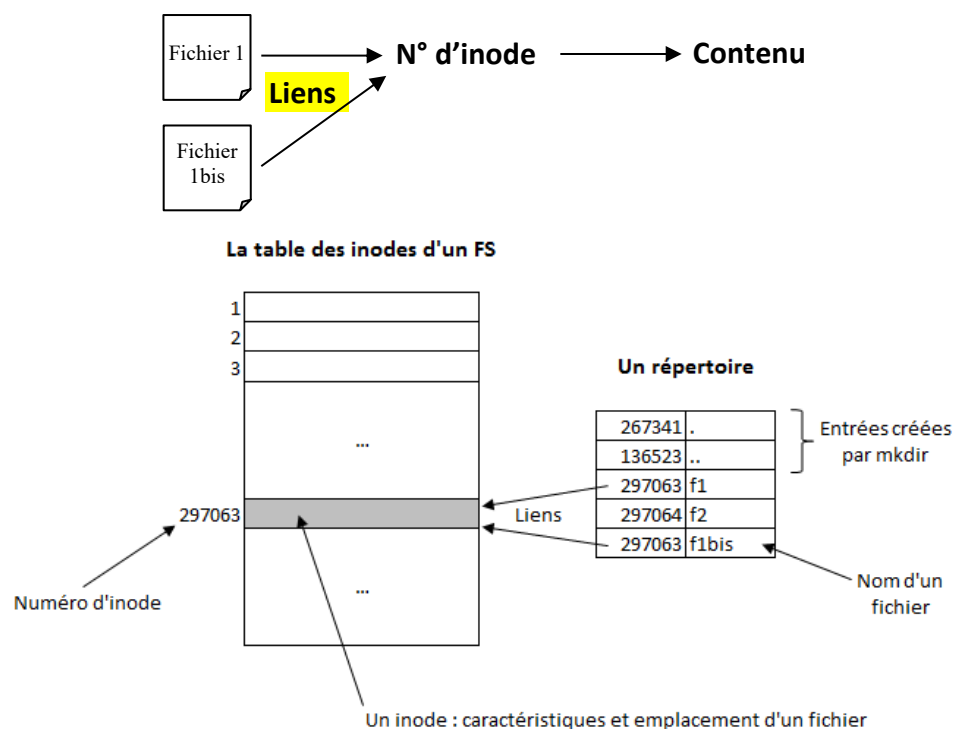 Fichier 1
N° d’inode
Contenu
Liens
Fichier
1bis
La table des inodes d'un FS
1
2
3
...
297063
...
Numéro d'inode
Liens
Un répertoire
267341 .
136523 ..
297063 f1
297064 f2
297063 f1bis
Entrées créées
par mkdir
Nom d'un
fichier
Un inode : caractéristiques et emplacement d'un fichier